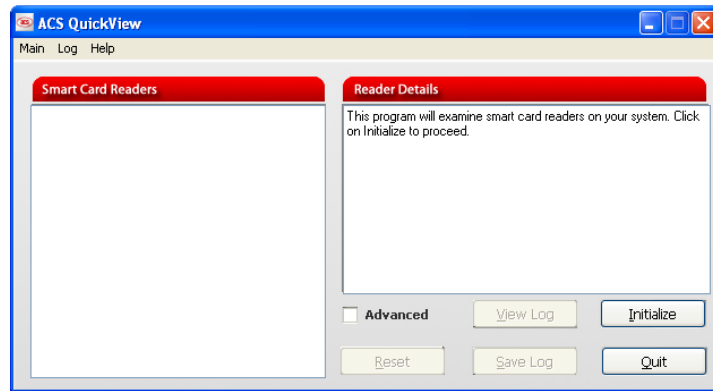 ACS QuickView
Main Log Help
Smart Card Readers
Reader Details
This program will examine smart card readers on your system. Click
on Initialize to proceed.
Advanced
View Log
Initialize
Reset
Save Log
Quit